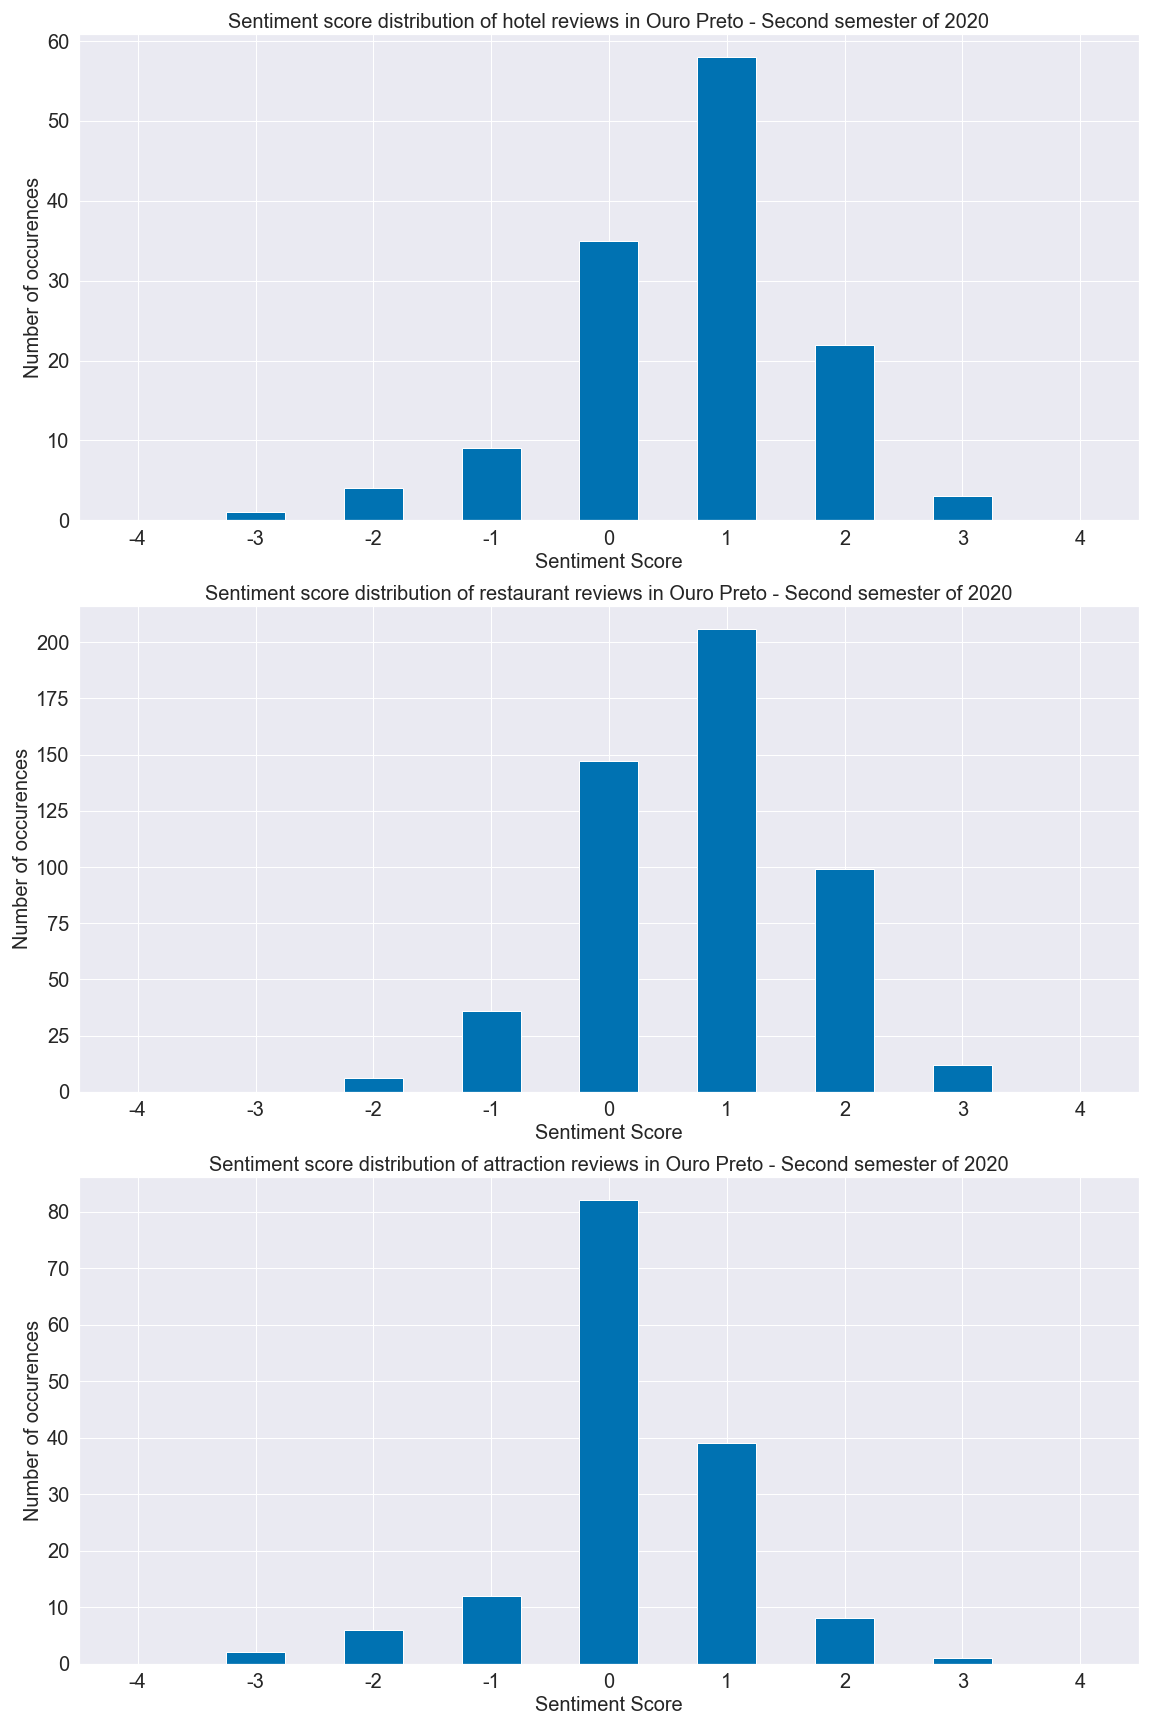 Sentiment score distribution of hotel reviews in Ouro Preto - Second semester of 2020
60
50
40
30
20
10
0
Number of occurences
-4 -3 -2 -1 0 1 2 3 4
Sentiment Score
Sentiment score distribution of restaurant reviews in Ouro Preto - Second semester of 2020
200
175
150
125
100
75
50
25
0
Number of occurences
-4 -3 -2 -1 0 1 2 3 4
Sentiment Score
Sentiment score distribution of attraction reviews in Ouro Preto - Second semester of 2020
80
70
60
50
40
30
20
10
0
Number of occurences
-4 -3 -2 -1 0 1 2 3 4
Sentiment Score